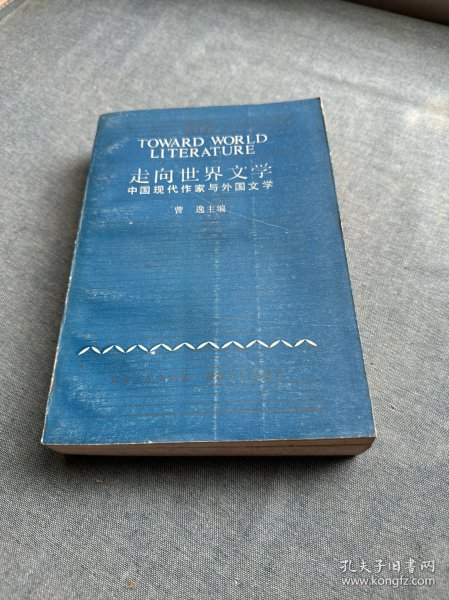 TOWARD WORLD
LITERATURE
走向世界文学
中国现代作家与外国文学
曾 逸主编
孔夫子旧书网
www.kongfz.com